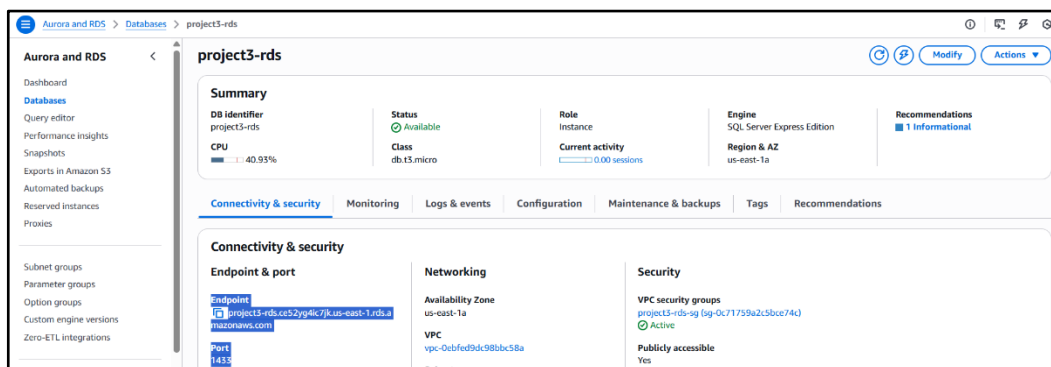 Aurora and RDS > Databases > project3-rds
Aurora and RDS
Dashboard
Databases
Query editor
Performance insights
Snapshots
Exports in Amazon S3
Automated backups
Reserved instances
Proxies
Subnet groups
Parameter groups
Option groups
Custom engine versions
Zero-ETL integrations
project3-rds
Modify
Actions
Summary
DB identifier
project3-rds
Status
Available
Role
Instance
Engine
SQL Server Express Edition
Recommendations
1 Informational
CPU
40.93%
Class
db.t3.micro
Current activity
0.00 sessions
Region & AZ
us-east-1a
Connectivity & security
Monitoring
Logs & events
Configuration
Maintenance & backups
Tags
Recommendations
Connectivity & security
Endpoint & port
Endpoint
project3-rds.ce52yg4ic7jk.us-east-1.rds.a
mazonaws.com
Port
1433
Networking
Availability Zone
us-east-1a
VPC
vpc-0ebfed9dc98bbc58a
Security
VPC security groups
project3-rds-sg (sg-0c71759a2c5bce74c)
Active
Publicly accessible
Yes